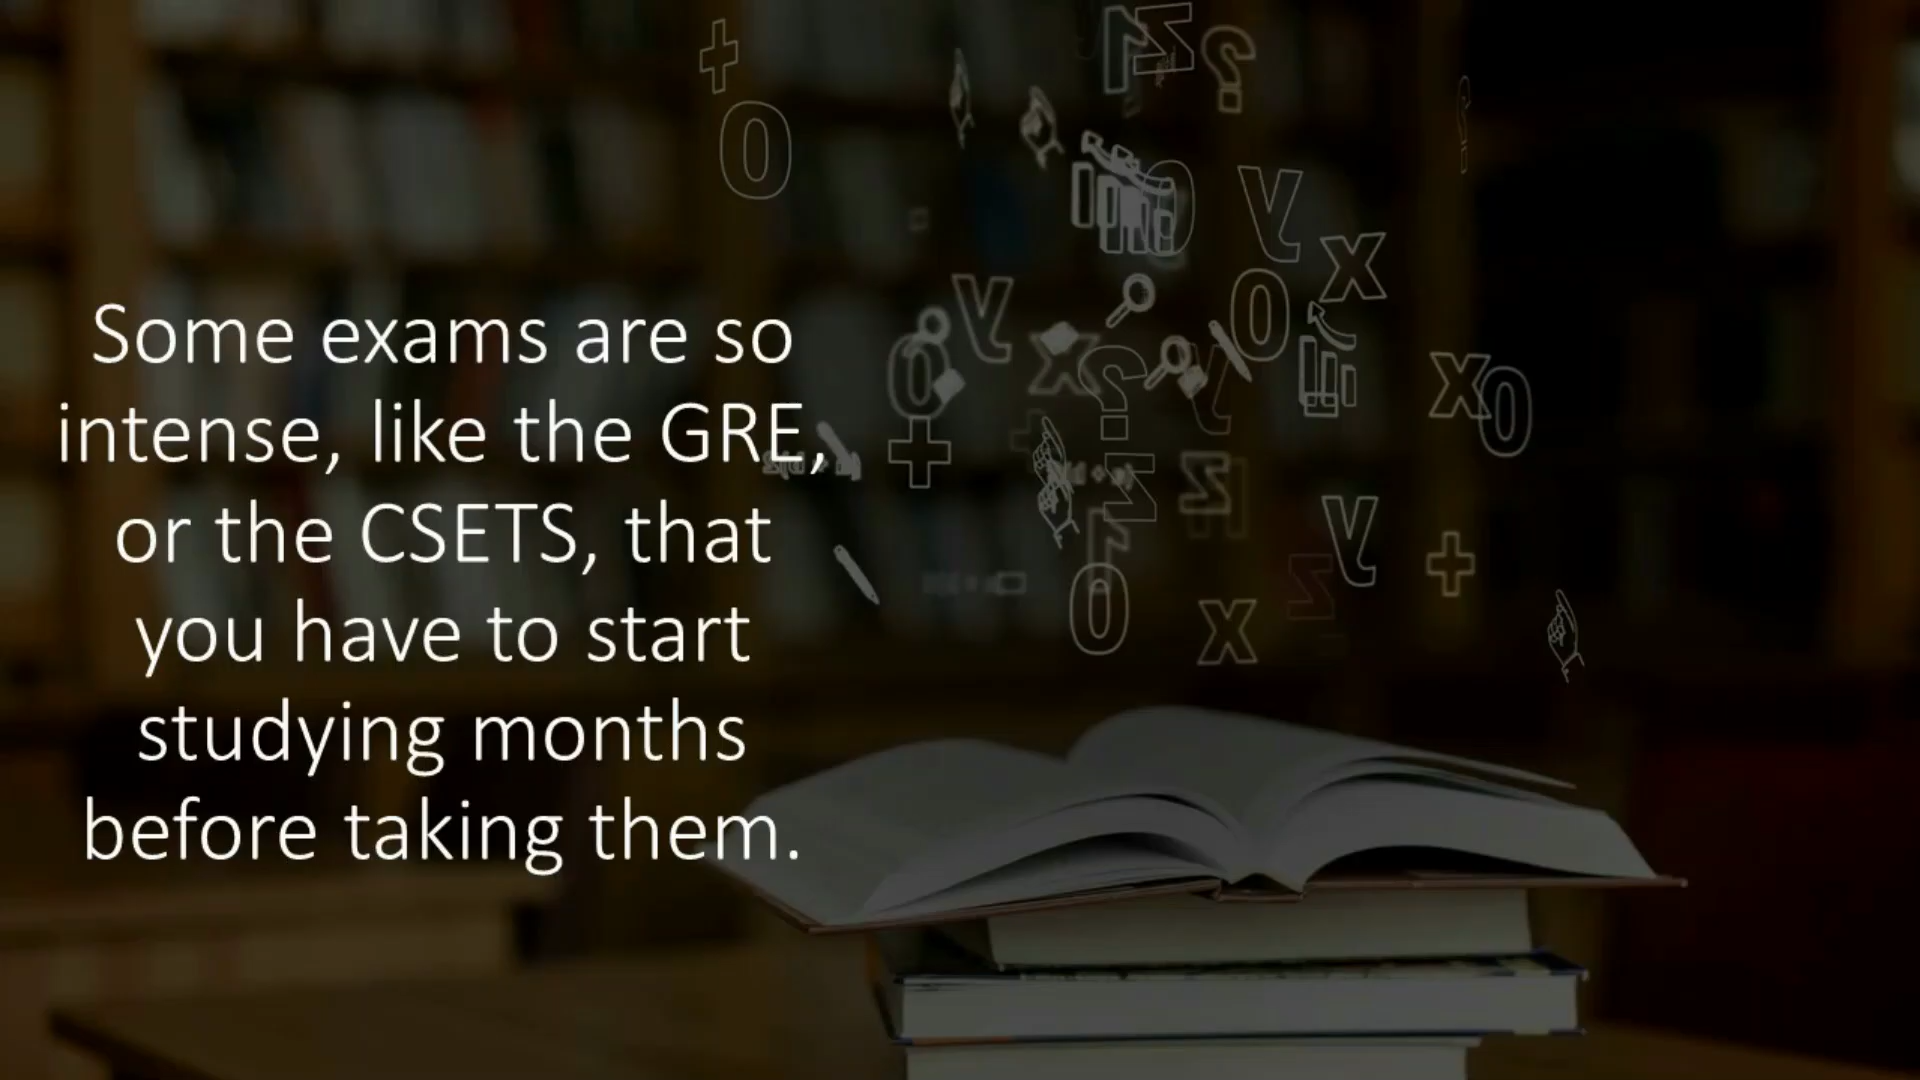 Some exams are so
intense, like the GRE,
or the CSETS, that
you have to start
studying months
before taking them.